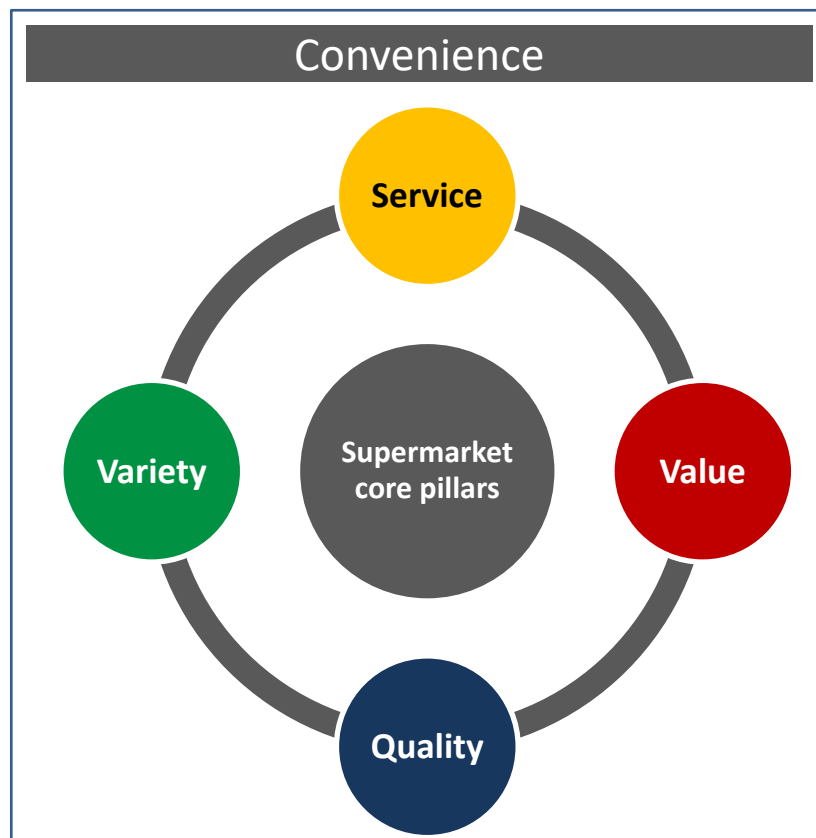 Convenience
Service
Variety
Supermarket
core pillars
Value
Quality